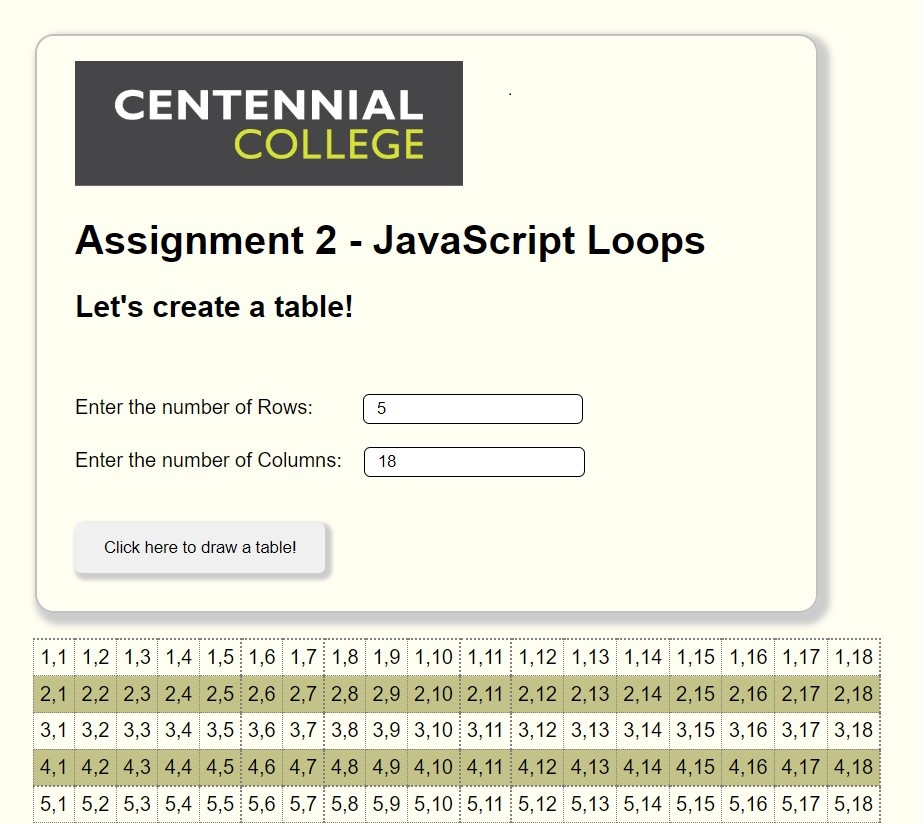 CENTENNIAL
COLLEGE
.
Assignment 2 - JavaScript Loops
Let's create a table!
Enter the number of Rows: 5
Enter the number of Columns: 18
Click here to draw a table!
1,1 1,2 1,3 1,4 1,5 1,6 1,7 1,8 1,9 1,10 1,11 1,12 1,13 1,14 1,15 1,16 1,17 1,18
2,1 2,2 2,3 2,4 2,5 2,6 2,7 2,8 2,9 2,10 2,11 2,12 2,13 2,14 2,15 2,16 2,17 2,18
3,1 3,2 3,3 3,4 3,5 3,6 3,7 3,8 3,9 3,10 3,11 3,12 3,13 3,14 3,15 3,16 3,17 3,18
4,1 4,2 4,3 4,4 4,5 4,6 4,7 4,8 4,9 4,10 4,11 4,12 4,13 4,14 4,15 4,16 4,17 4,18
5,1 5,2 5,3 5,4 5,5 5,6 5,7 5,8 5,9 5,10 5,11 5,12 5,13 5,14 5,15 5,16 5,17 5,18